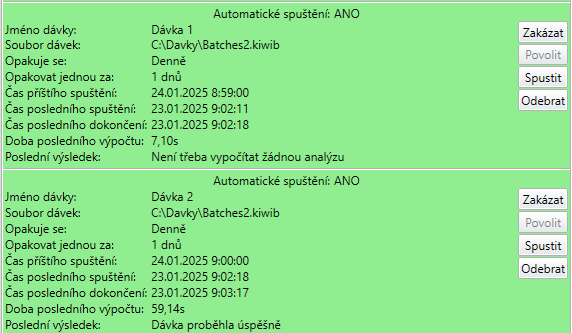 Automatické spuštění: ANO
Jméno dávky: Dávka 1 Zakázat
Soubor dávek: C:\Davky\Batches2.kiwib
Opakuje se: Denně Povolit
Opakovat jednou za: 1 dnů Spustit
Čas příštího spuštění: 24.01.2025 8:59:00
Čas posledního spuštění: 23.01.2025 9:02:11 Odebrat
Čas posledního dokončení: 23.01.2025 9:02:18
Doba posledního výpočtu: 7,10s
Poslední výsledek: Není třeba vypočítat žádnou analýzu
Automatické spuštění: ANO
Jméno dávky: Dávka 2 Zakázat
Soubor dávek: C:\Davky\Batches2.kiwib
Opakuje se: Denně Povolit
Opakovat jednou za: 1 dnů Spustit
Čas příštího spuštění: 24.01.2025 9:00:00
Čas posledního spuštění: 23.01.2025 9:02:18 Odebrat
Čas posledního dokončení: 23.01.2025 9:03:17
Doba posledního výpočtu: 59,14s
Poslední výsledek: Dávka proběhla úspěšně